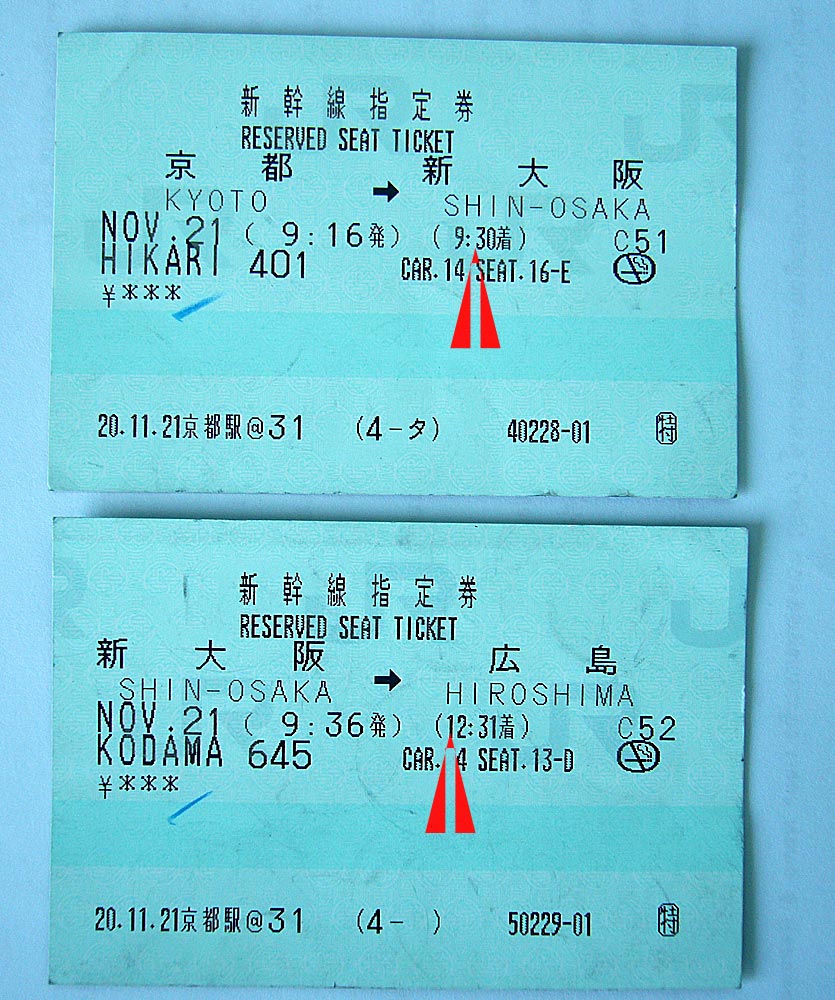 新幹線指定券
RESERVED SEAT TICKET
京都 → 新大阪
KYOTO SHIN-OSAKA
NOV.21 ( 9:16発) ( 9:30着) C51
HIKARI 401 CAR.14 SEAT.16-E
¥***
20.11.21京都駅@31 (4-タ) 40228-01 特
新幹線指定券
RESERVED SEAT TICKET
新大阪 → 広島
SHIN-OSAKA HIROSHIMA
NOV.21 ( 9:36発) (12:31着) C52
KODAMA 645 CAR. 4 SEAT.13-D
¥***
20.11.21京都駅@31 (4- ) 50229-01 特